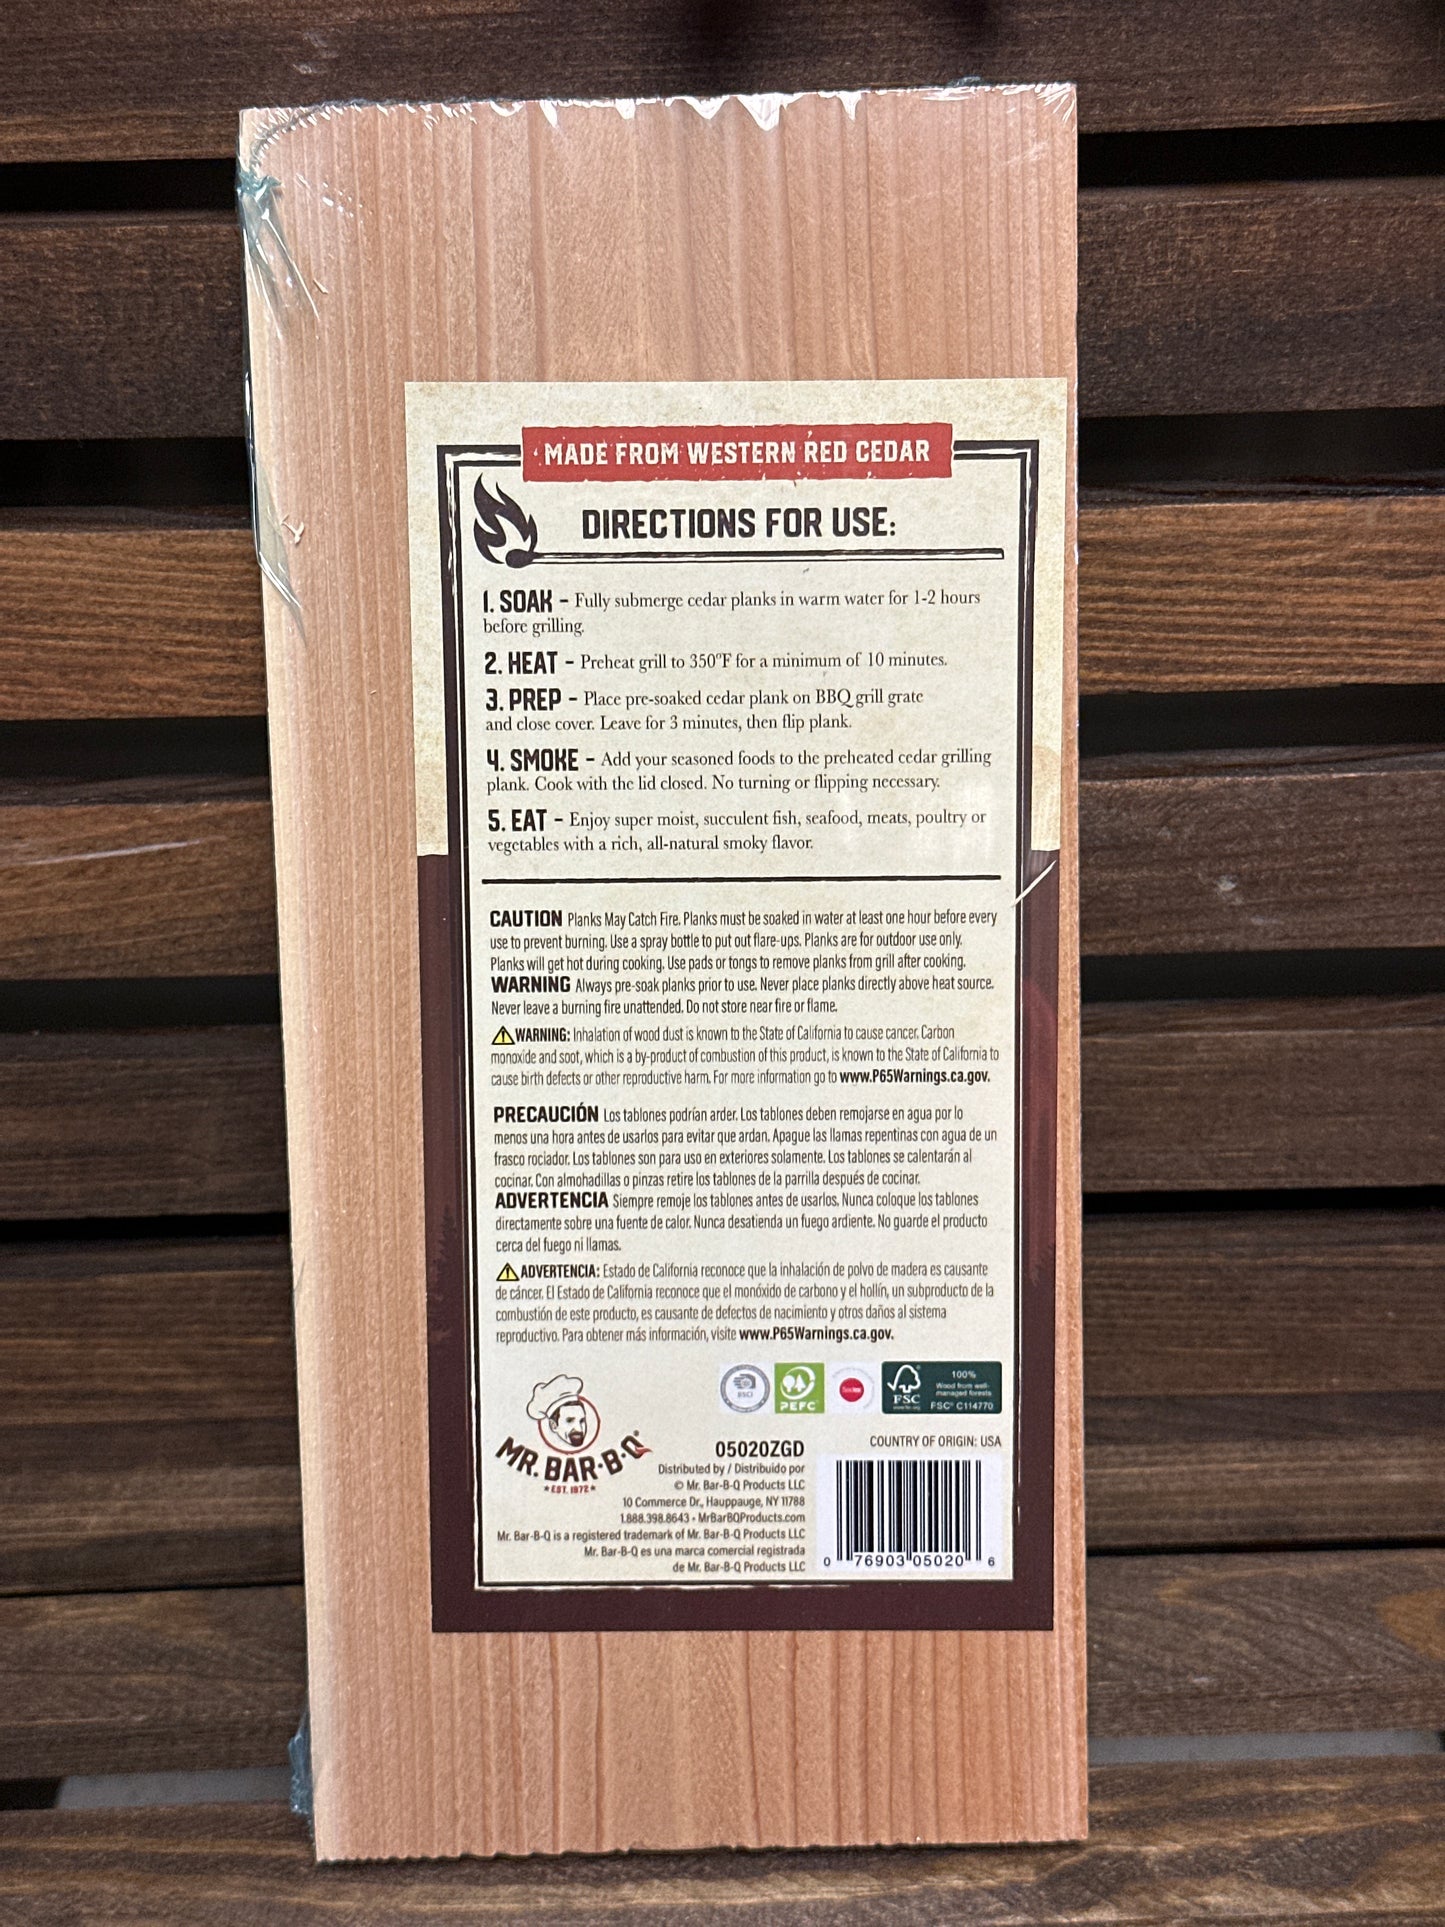 MADE FROM WESTERN RED CEDAR
DIRECTIONS FOR USE:
1. SOAK – Fully submerge cedar planks in warm water for 1-2 hours
before grilling.
2. HEAT – Preheat grill to 350°F for a minimum of 10 minutes.
3. PREP – Place pre-soaked cedar plank on BBQ grill grate
and close cover. Leave for 3 minutes, then flip plank.
4. SMOKE – Add your seasoned foods to the preheated cedar grilling
plank. Cook with the lid closed. No turning or flipping necessary.
5. EAT – Enjoy super moist, succulent fish, seafood, meats, poultry or
vegetables with a rich, all-natural smoky flavor.
CAUTION Planks May Catch Fire. Planks must be soaked in water at least one hour before every
use to prevent burning. Use a spray bottle to put out flare-ups. Planks are for outdoor use only.
Planks will get hot during cooking. Use pads or tongs to remove planks from grill after cooking.
WARNING Always pre-soak planks prior to use. Never place planks directly above heat source.
Never leave a burning fire unattended. Do not store near fire or flame.
WARNING: Inhalation of wood dust is known to the State of California to cause cancer. Carbon
monoxide and soot, which is a by-product of combustion of this product, is known to the State of California to
cause birth defects or other reproductive harm. For more information go to www.P65Warnings.ca.gov.
PRECAUCIÓN Los tablones podrían arder. Los tablones deben remojarse en agua por lo
menos una hora antes de usarlos para evitar que ardan. Apague las llamas repentinas con agua de un
frasco rociador. Los tablones son para uso en exteriores solamente. Los tablones se calentarán al
cocinar. Con almohadillas o pinzas retire los tablones de la parrilla después de cocinar.
ADVERTENCIA Siempre remoje los tablones antes de usarlos. Nunca coloque los tablones
directamente sobre una fuente de calor. Nunca desatienda un fuego ardiente. No guarde el producto
cerca del fuego ni llamas.
ADVERTENCIA: Estado de California reconoce que la inhalación de polvo de madera es causante
de cáncer. El Estado de California reconoce que el monóxido de carbono y el hollín, un subproducto de la
combustión de este producto, es causante de defectos de nacimiento y otros daños al sistema
reproductivo. Para obtener más información, visite www.P65Warnings.ca.gov.
BSCI
PEFC
Sedex
FSC
100%
Wood from well-
managed forests
FSC® C114770
MR. BAR-B-Q®
EST. 1972
05020ZGD
Distributed by / Distribuido por
© Mr. Bar-B-Q Products LLC
10 Commerce Dr., Hauppauge, NY 11788
1.888.398.8643 • MrBarBQProducts.com
Mr. Bar-B-Q is a registered trademark of Mr. Bar-B-Q Products LLC
Mr. Bar-B-Q es una marca comercial registrada
de Mr. Bar-B-Q Products LLC
COUNTRY OF ORIGIN: USA
0 76903 05020 6